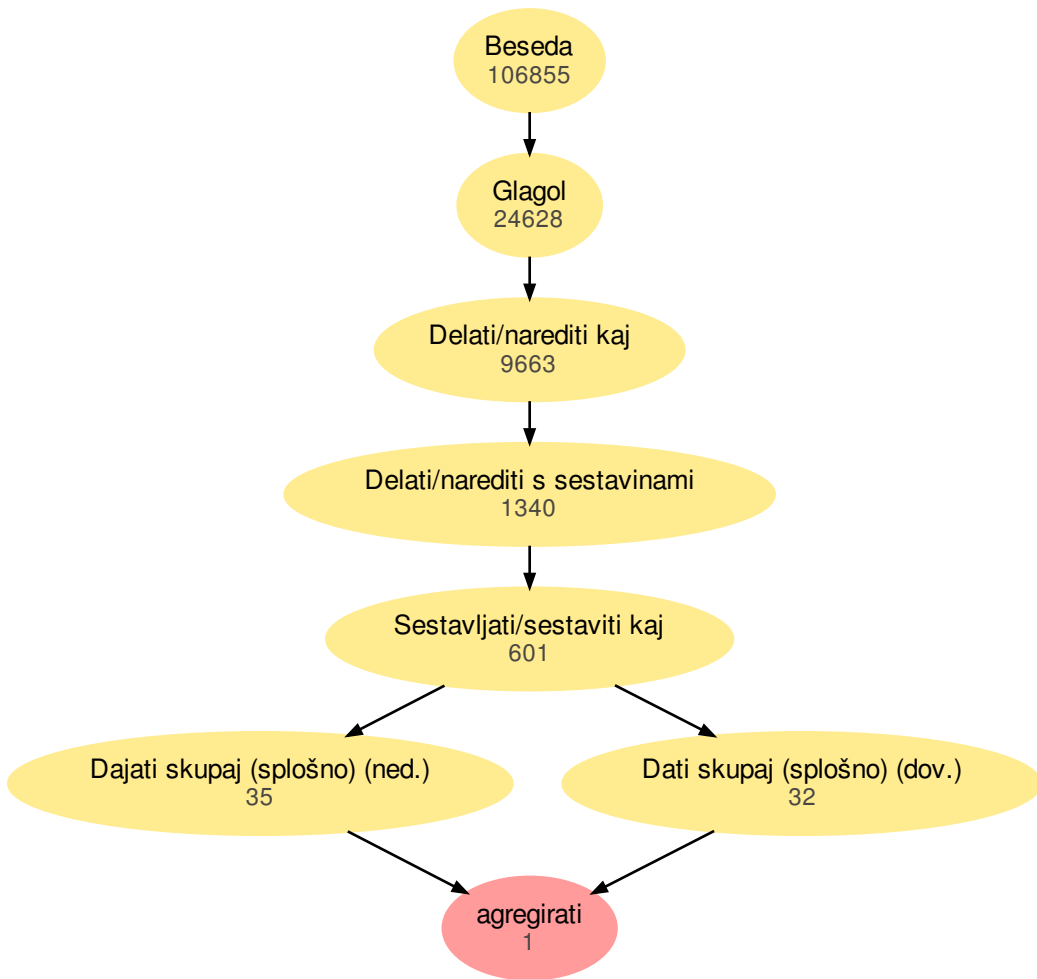 Beseda
106855
Glagol
24628
Delati/narediti kaj
9663
Delati/narediti s sestavinami
1340
Sestavljati/sestaviti kaj
601
Dajati skupaj (splošno) (ned.)
35
Dati skupaj (splošno) (dov.)
32
agregirati
1